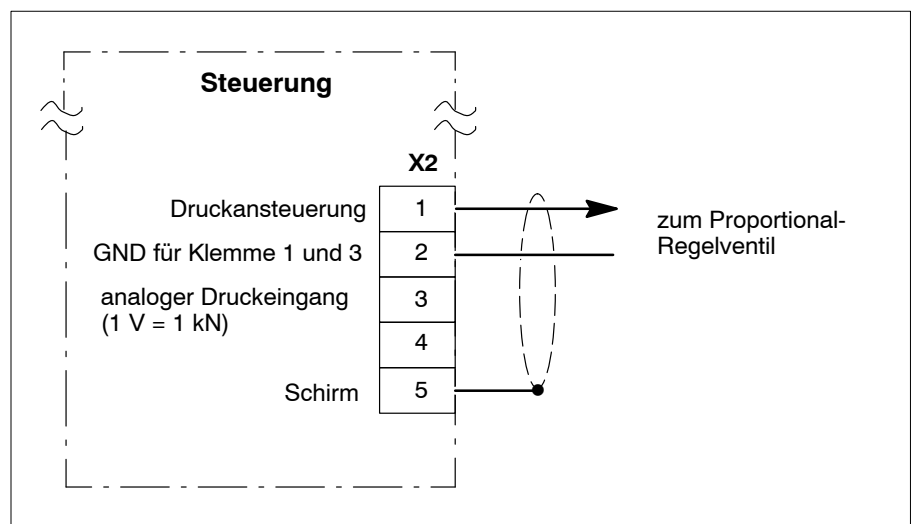 Steuerung
X2
Druckansteuerung 1
GND für Klemme 1 und 3 2
analoger Druckeingang 3
(1 V = 1 kN)
4
Schirm 5
zum Proportional-
Regelventil